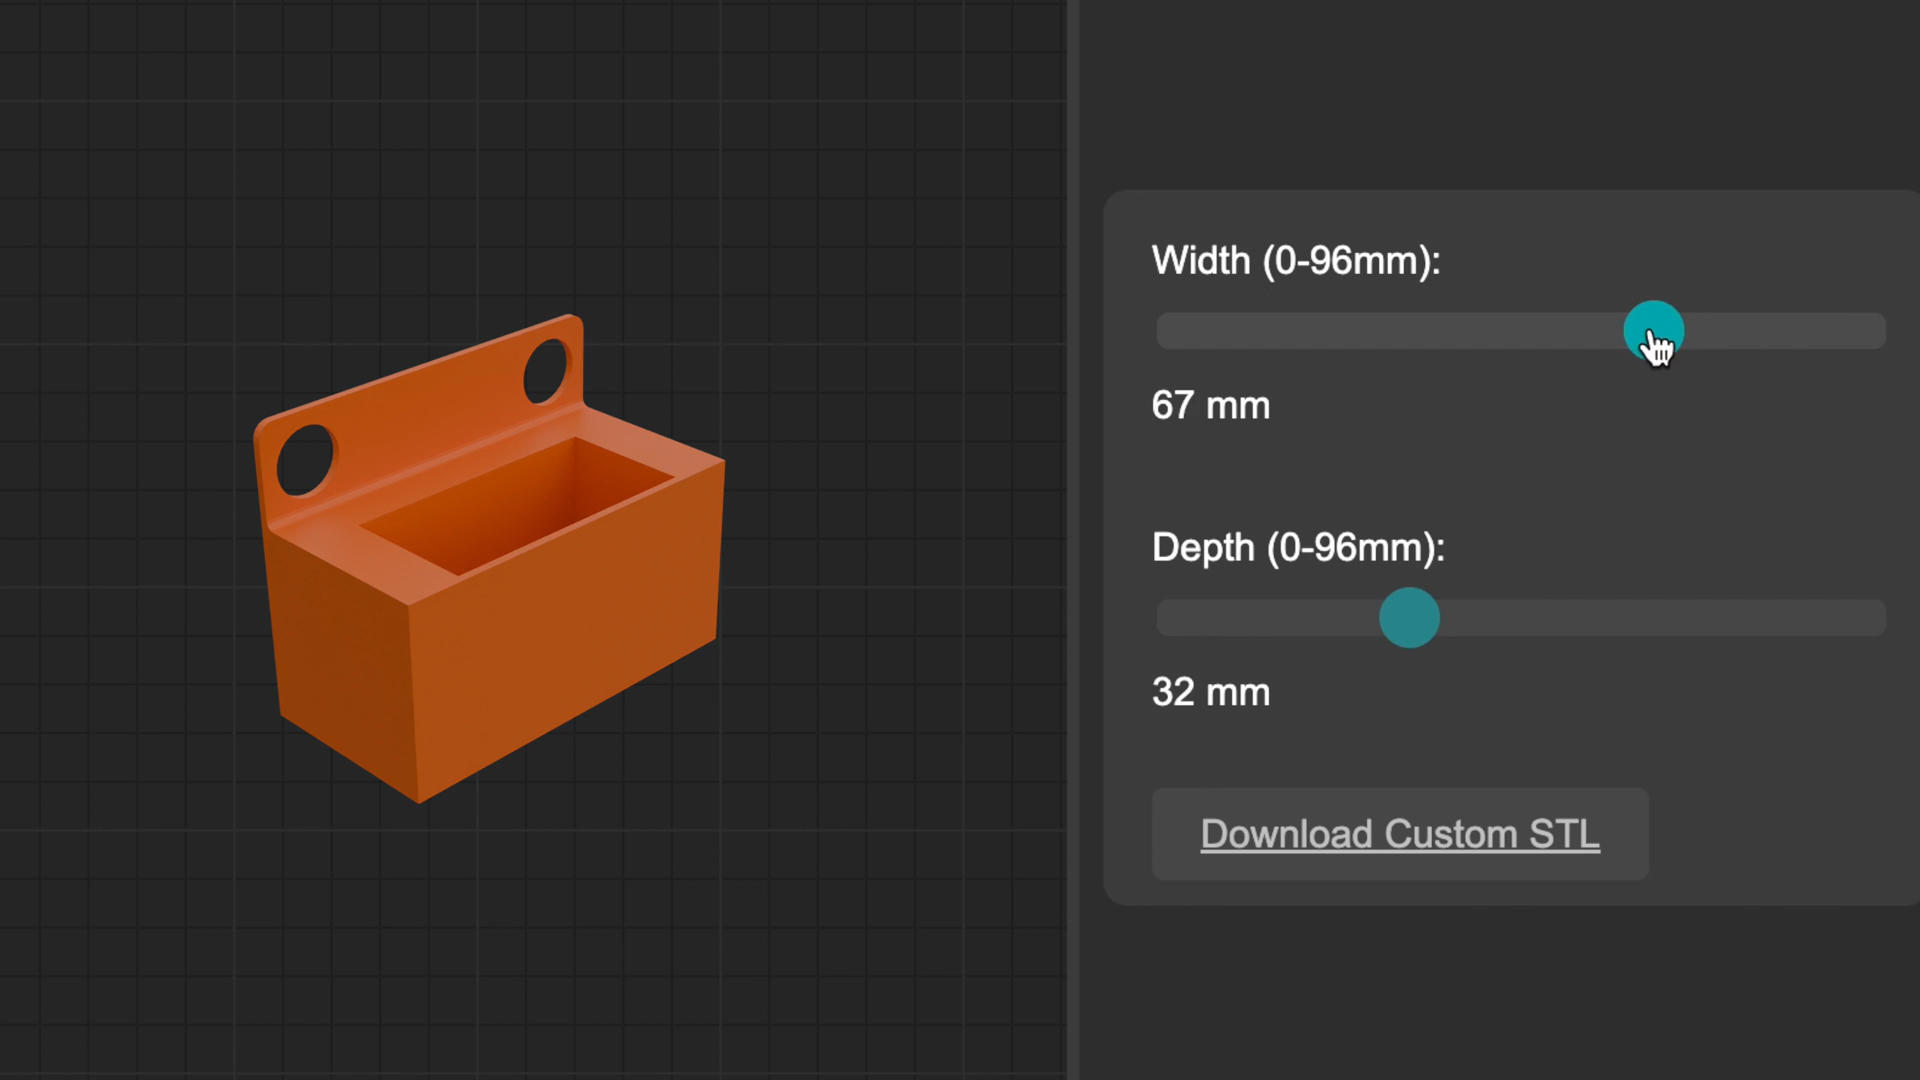 Width (0-96mm):
67 mm
Depth (0-96mm):
32 mm
Download Custom STL